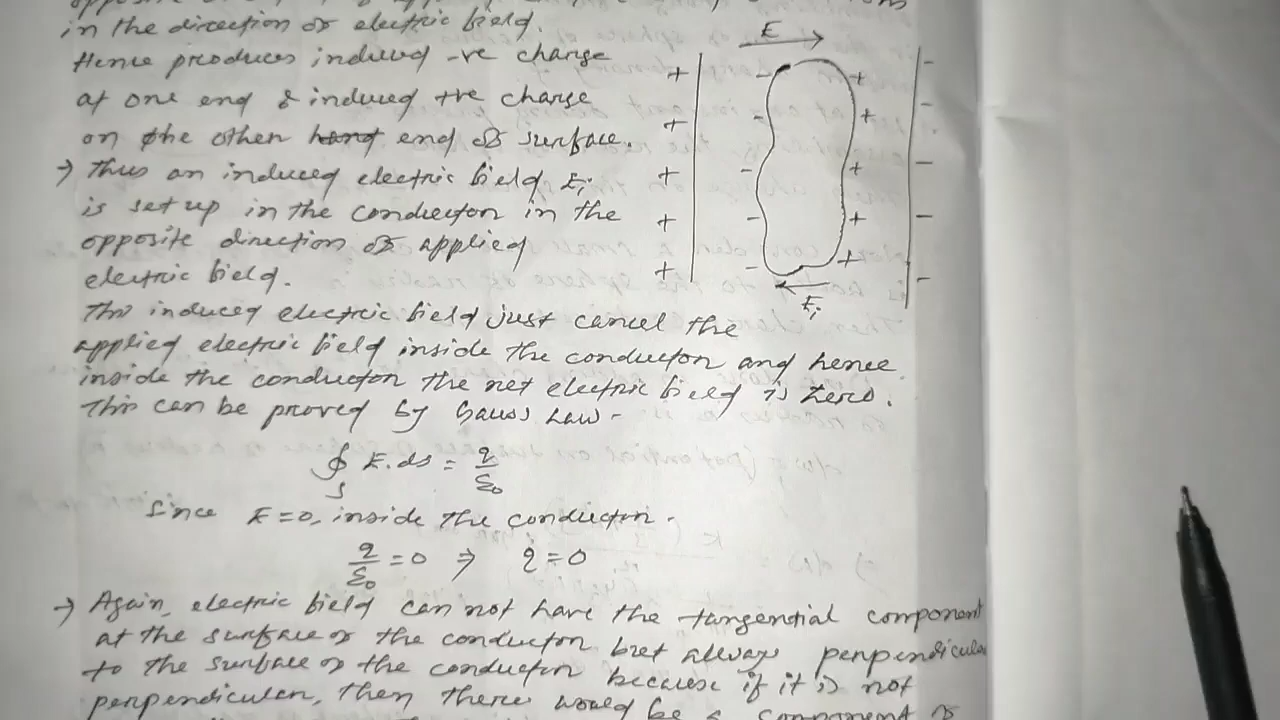 in the direction of electric field.
Hence produces induced -ve charge
at one end & induced +ve charge
on the other hand end of surface.
→ Thus an induced electric field Ei
is set up in the conductor in the
opposite direction of applied
electric field.
This induced electric field just cancel the
applied electric field inside the conductor and hence
inside the conductor the net electric field is zero.
This can be proved by Gauss Law -
∮s E.ds = q/ε0
Since E=0, inside the conductor.
q/ε0 = 0 ⇒ q=0
→ Again, electric field can not have the tangential component
at the surface of the conductor but always perpendicular
to the surface of the conductor because if it is not
perpendicular, then there would be a component of
E
+ - + -
+ - + -
+ - + -
+ - + -
+ - + -
Ei